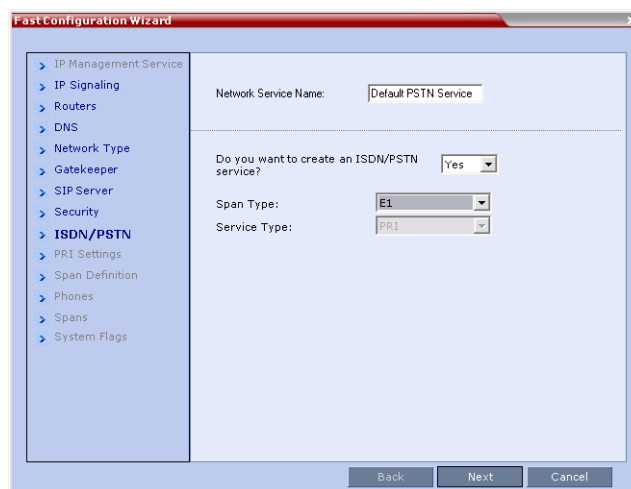 Fast Configuration Wizard
IP Management Service
IP Signaling
Routers
DNS
Network Type
Gatekeeper
SIP Server
Security
ISDN/PSTN
PRI Settings
Span Definition
Phones
Spans
System Flags
Network Service Name: Default PSTN Service
Do you want to create an ISDN/PSTN
service? Yes
Span Type: E1
Service Type: PRI
Back Next Cancel